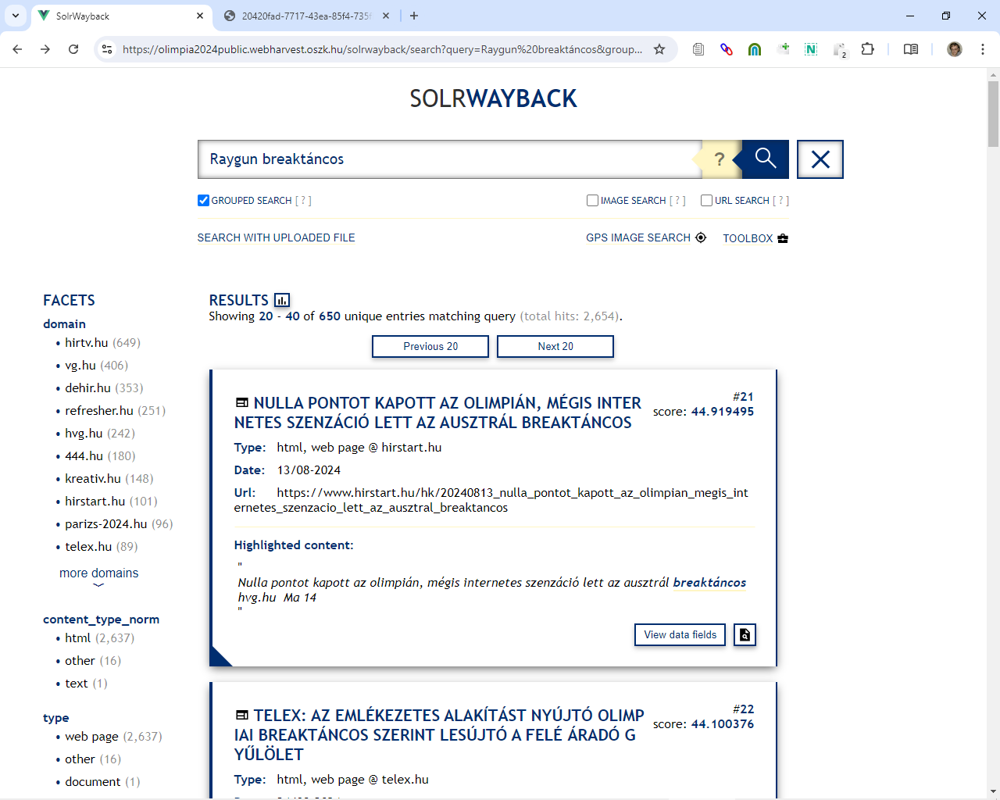 SolrWayback
20420fad-7717-43ea-85f4-735f
https://olimpia2024public.webharvest.oszk.hu/solrwayback/search?query=Raygun%20breaktáncos&group...
2
SOLRWAYBACK
Raygun breaktáncos
?
GROUPED SEARCH [ ? ]
IMAGE SEARCH [ ? ]
URL SEARCH [ ? ]
SEARCH WITH UPLOADED FILE
GPS IMAGE SEARCH
TOOLBOX
FACETS
domain
• hirtv.hu (649)
• vg.hu (406)
• dehir.hu (353)
• refresher.hu (251)
• hvg.hu (242)
• 444.hu (180)
• kreativ.hu (148)
• hirstart.hu (101)
• parizs-2024.hu (96)
• telex.hu (89)
more domains
content_type_norm
• html (2,637)
• other (16)
• text (1)
type
• web page (2,637)
• other (16)
• document (1)
RESULTS
Showing 20 - 40 of 650 unique entries matching query (total hits: 2,654).
Previous 20
Next 20
NULLA PONTOT KAPOTT AZ OLIMPIÁN, MÉGIS INTER
NETES SZENZÁCIÓ LETT AZ AUSZTRÁL BREAKTÁNCOS
#21
score: 44.919495
Type: html, web page @ hirstart.hu
Date: 13/08-2024
Url: https://www.hirstart.hu/hk/20240813_nulla_pontot_kapott_az_olimpian_megis_int
ernetes_szenzacio_lett_az_ausztral_breaktancos
Highlighted content:
"
Nulla pontot kapott az olimpián, mégis internetes szenzáció lett az ausztrál breaktáncos
hvg.hu Ma 14
"
View data fields
TELEX: AZ EMLÉKEZETES ALAKÍTÁST NYÚJTÓ OLIMP
IAI BREAKTÁNCOS SZERINT LESÚJTÓ A FELÉ ÁRADÓ G
YŰLÖLET
#22
score: 44.100376
Type: html, web page @ telex.hu